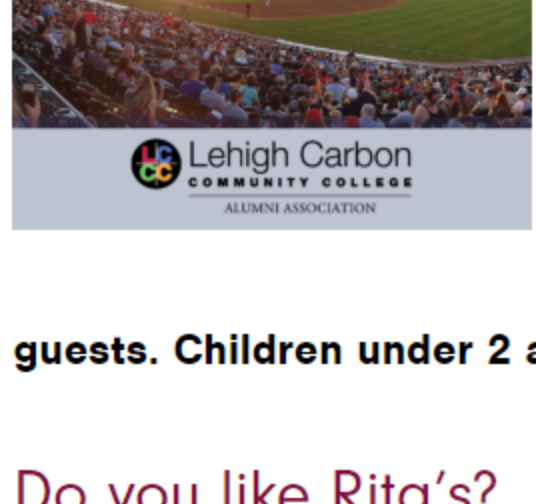 LCCC
Lehigh Carbon
COMMUNITY COLLEGE
ALUMNI ASSOCIATION
guests. Children under 2 a
Do you like Rita's?